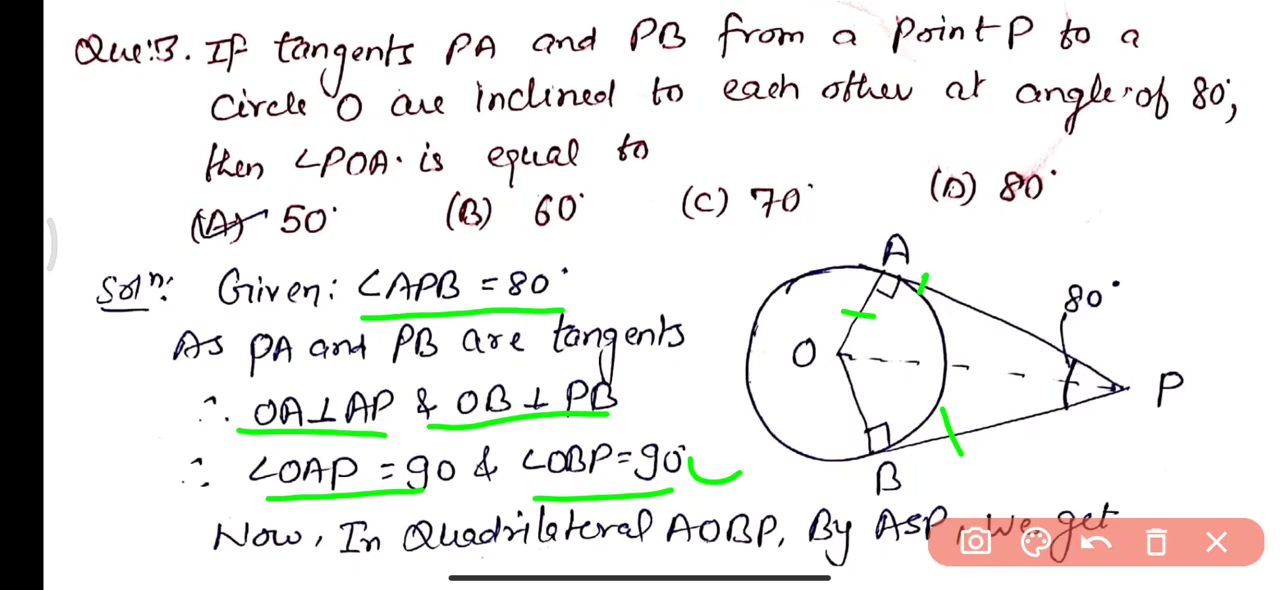 Que:3. If tangents PA and PB from a point P to a
Circle 'O are inclined to each other at angle of 80°,
then ∠POA is equal to
(A) 50° (B) 60° (C) 70° (D) 80°
Solⁿ: Given: ∠APB = 80°
As PA and PB are tangents
∴ OA⊥AP & OB⊥PB
∴ ∠OAP = 90 & ∠OBP = 90°
Now, In Quadrilateral AOBP, By ASP, We get
A
80°
O
P
B